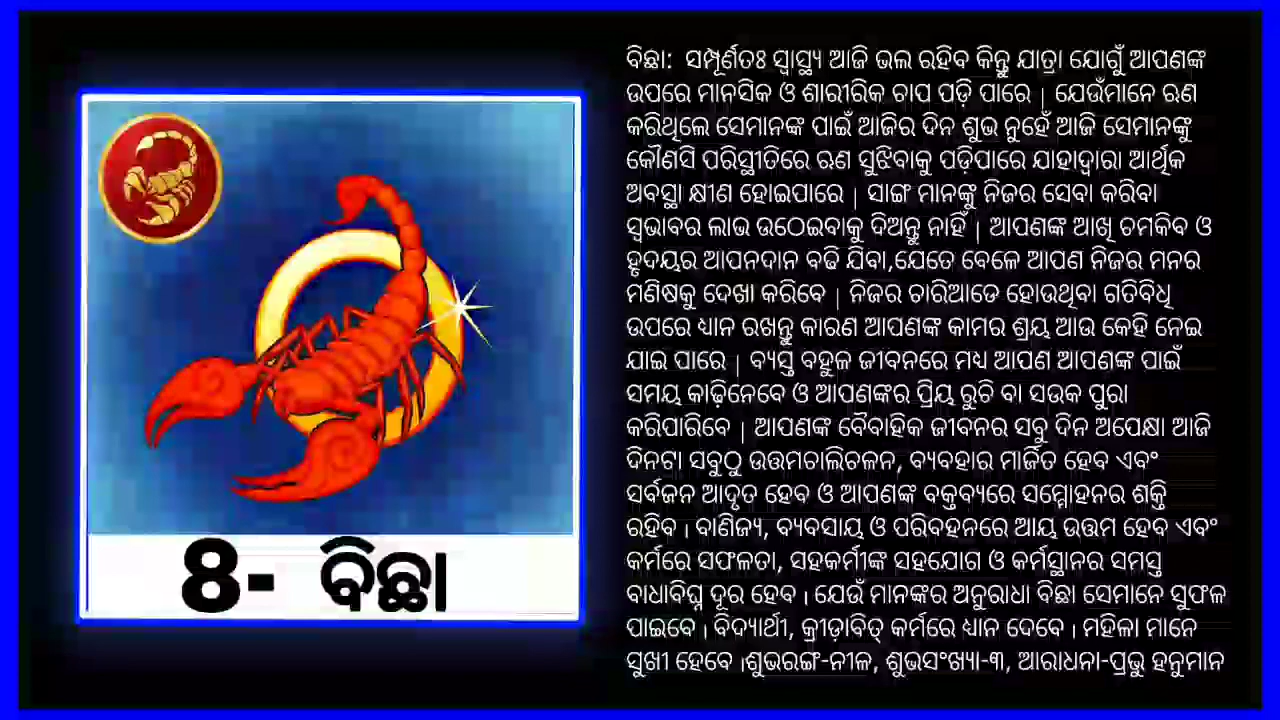 8- ବିଛା
ବିଛା: ସମ୍ପୂର୍ଣତଃ ସ୍ୱାସ୍ଥ୍ୟ ଆଜି ଭଲ ରହିବ କିନ୍ତୁ ଯାତ୍ରା ଯୋଗୁଁ ଆପଣଙ୍କ
ଉପରେ ମାନସିକ ଓ ଶାରୀରିକ ଚାପ ପଡ଼ି ପାରେ | ଯେଉଁମାନେ ଋଣ
କରିଥିଲେ ସେମାନଙ୍କ ପାଇଁ ଆଜିର ଦିନ ଶୁଭ ନୁହେଁ ଆଜି ସେମାନଙ୍କୁ
କୌଣସି ପରିସ୍ଥୀତିରେ ଋଣ ସୁଝିବାକୁ ପଡ଼ିପାରେ ଯାହାଦ୍ୱାରା ଆର୍ଥିକ
ଅବସ୍ଥା କ୍ଷୀଣ ହୋଇପାରେ | ସାଙ୍ଗ ମାନଙ୍କୁ ନିଜର ସେବା କରିବା
ସ୍ୱଭାବର ଲାଭ ଉଠେଇବାକୁ ଦିଅନ୍ତୁ ନାହିଁ | ଆପଣଙ୍କ ଆଖି ଚମକିବ ଓ
ହୃଦୟର ଆପନଦାନ ବଢି ଯିବା,ଯେତେ ବେଳେ ଆପଣ ନିଜର ମନର
ମଣିଷକୁ ଦେଖା କରିବେ | ନିଜର ଚାରିଆଡେ ହୋଉଥିବା ଗତିବିଧି
ଉପରେ ଧ୍ୟାନ ରଖନ୍ତୁ କାରଣ ଆପଣଙ୍କ କାମର ଶ୍ରୟ ଆଉ କେହି ନେଇ
ଯାଇ ପାରେ | ବ୍ୟସ୍ତ ବହୁଳ ଜୀବନରେ ମଧ୍ୟ ଆପଣ ଆପଣଙ୍କ ପାଇଁ
ସମୟ କାଢ଼ିନେବେ ଓ ଆପଣଙ୍କର ପ୍ରିୟ ରୁଚି ବା ସଉକ ପୁରା
କରିପାରିବେ | ଆପଣଙ୍କ ବୈବାହିକ ଜୀବନର ସବୁ ଦିନ ଅପେକ୍ଷା ଆଜି
ଦିନଟା ସବୁଠୁ ଉତ୍ତମଚାଲିଚଳନ, ବ୍ୟବହାର ମାର୍ଜିତ ହେବ ଏବଂ
ସର୍ବଜନ ଆଦୃତ ହେବ ଓ ଆପଣଙ୍କ ବକ୍ତବ୍ୟରେ ସମ୍ମୋହନର ଶକ୍ତି
ରହିବ । ବାଣିଜ୍ୟ, ବ୍ୟବସାୟ ଓ ପରିବହନରେ ଆୟ ଉତ୍ତମ ହେବ ଏବଂ
କର୍ମରେ ସଫଳତା, ସହକର୍ମୀଙ୍କ ସହଯୋଗ ଓ କର୍ମସ୍ଥାନର ସମସ୍ତ
ବାଧାବିଘ୍ନ ଦୂର ହେବ । ଯେଉଁ ମାନଙ୍କର ଅନୁରାଧା ବିଛା ସେମାନେ ସୁଫଳ
ପାଇବେ । ବିଦ୍ୟାର୍ଥୀ, କ୍ରୀଡ଼ାବିତ୍ କର୍ମରେ ଧ୍ୟାନ ଦେବେ । ମହିଳା ମାନେ
ସୁଖୀ ହେବେ ।ଶୁଭରଙ୍ଗ-ନୀଳ, ଶୁଭସଂଖ୍ୟା-୩, ଆରାଧନା-ପ୍ରଭୁ ହନୁମାନ